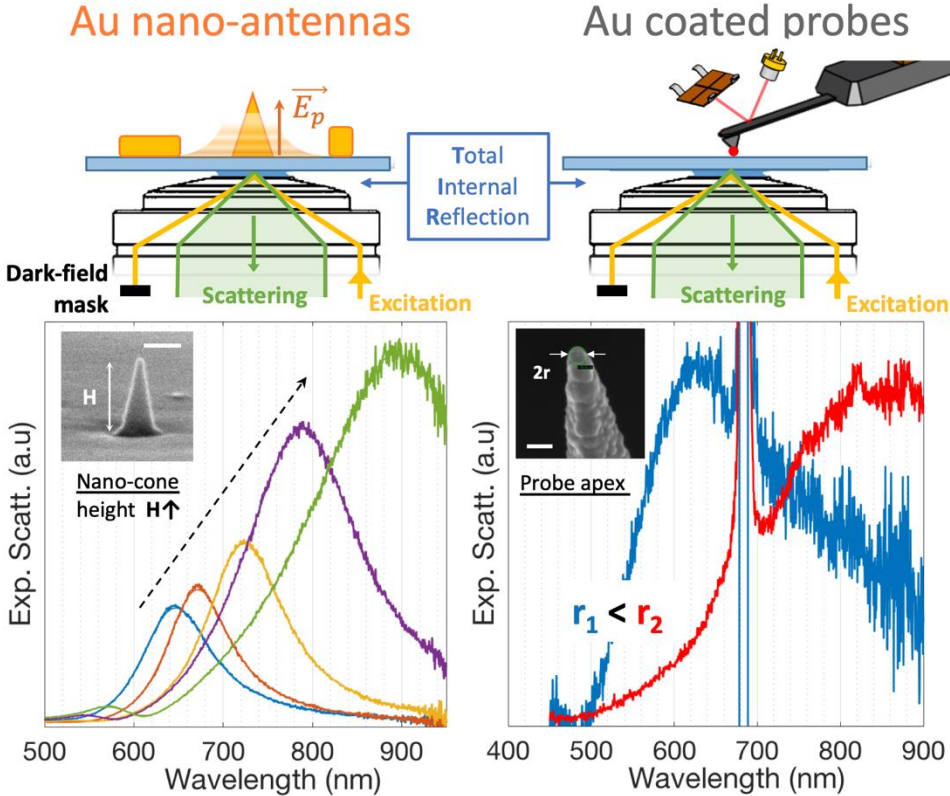 Au nano-antennas
Au coated probes
E⃗p
Total
Internal
Reflection
Dark-field
mask
Scattering
Excitation
Scattering
Excitation
Exp. Scatt. (a.u)
H
Nano-cone
height H↑
500 600 700 800 900
Wavelength (nm)
Exp. Scatt. (a.u)
2r
Probe apex
r₁ < r₂
400 500 600 700 800 900
Wavelength (nm)